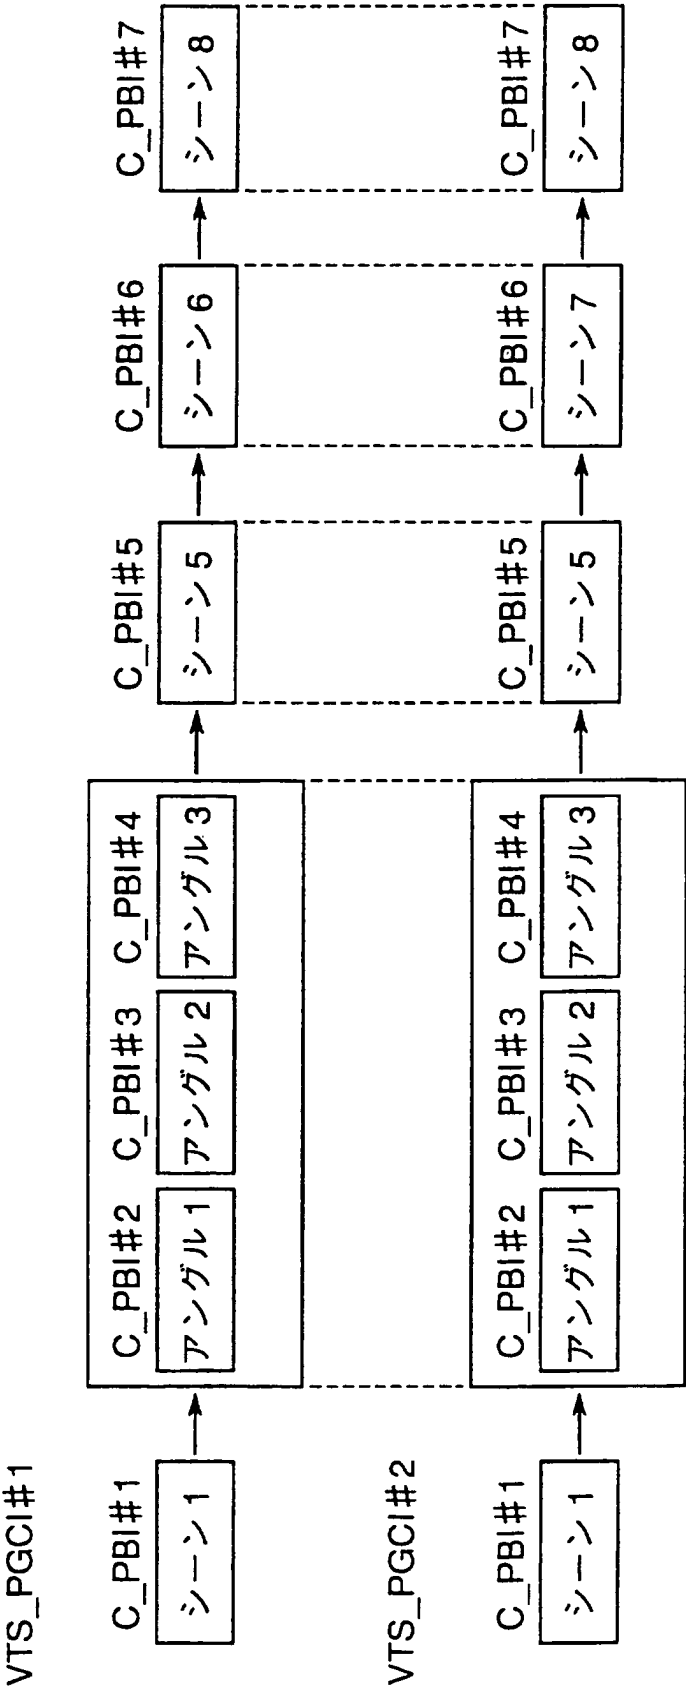 VTS_PGCI#1
C_PBI#1
シーン1
C_PBI#2
アングル1
C_PBI#3
アングル2
C_PBI#4
アングル3
C_PBI#5
シーン5
C_PBI#6
シーン6
C_PBI#7
シーン8
VTS_PGCI#2
C_PBI#1
シーン1
C_PBI#2
アングル1
C_PBI#3
アングル2
C_PBI#4
アングル3
C_PBI#5
シーン5
C_PBI#6
シーン7
C_PBI#7
シーン8